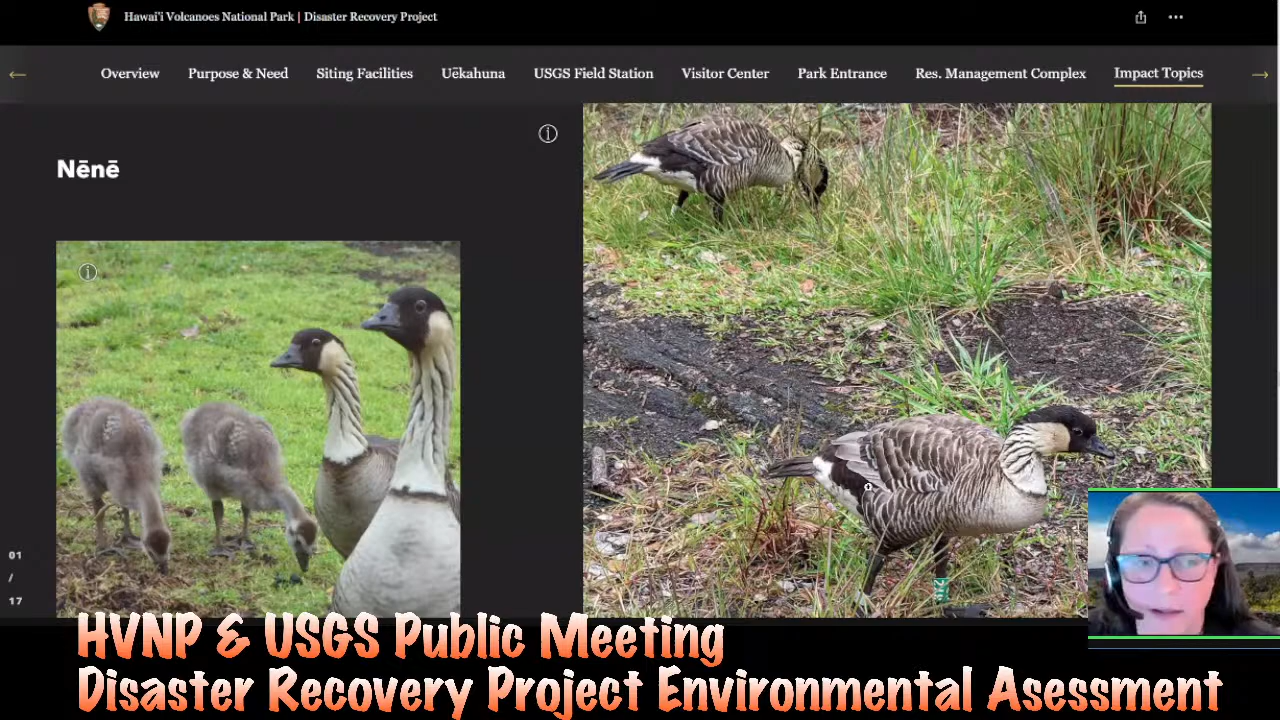 Hawai'i Volcanoes National Park | Disaster Recovery Project
Overview Purpose & Need Siting Facilities Uēkahuna USGS Field Station Visitor Center Park Entrance Res. Management Complex Impact Topics
Nēnē
01
/
17
HVNP & USGS Public Meeting
Disaster Recovery Project Environmental Asessment